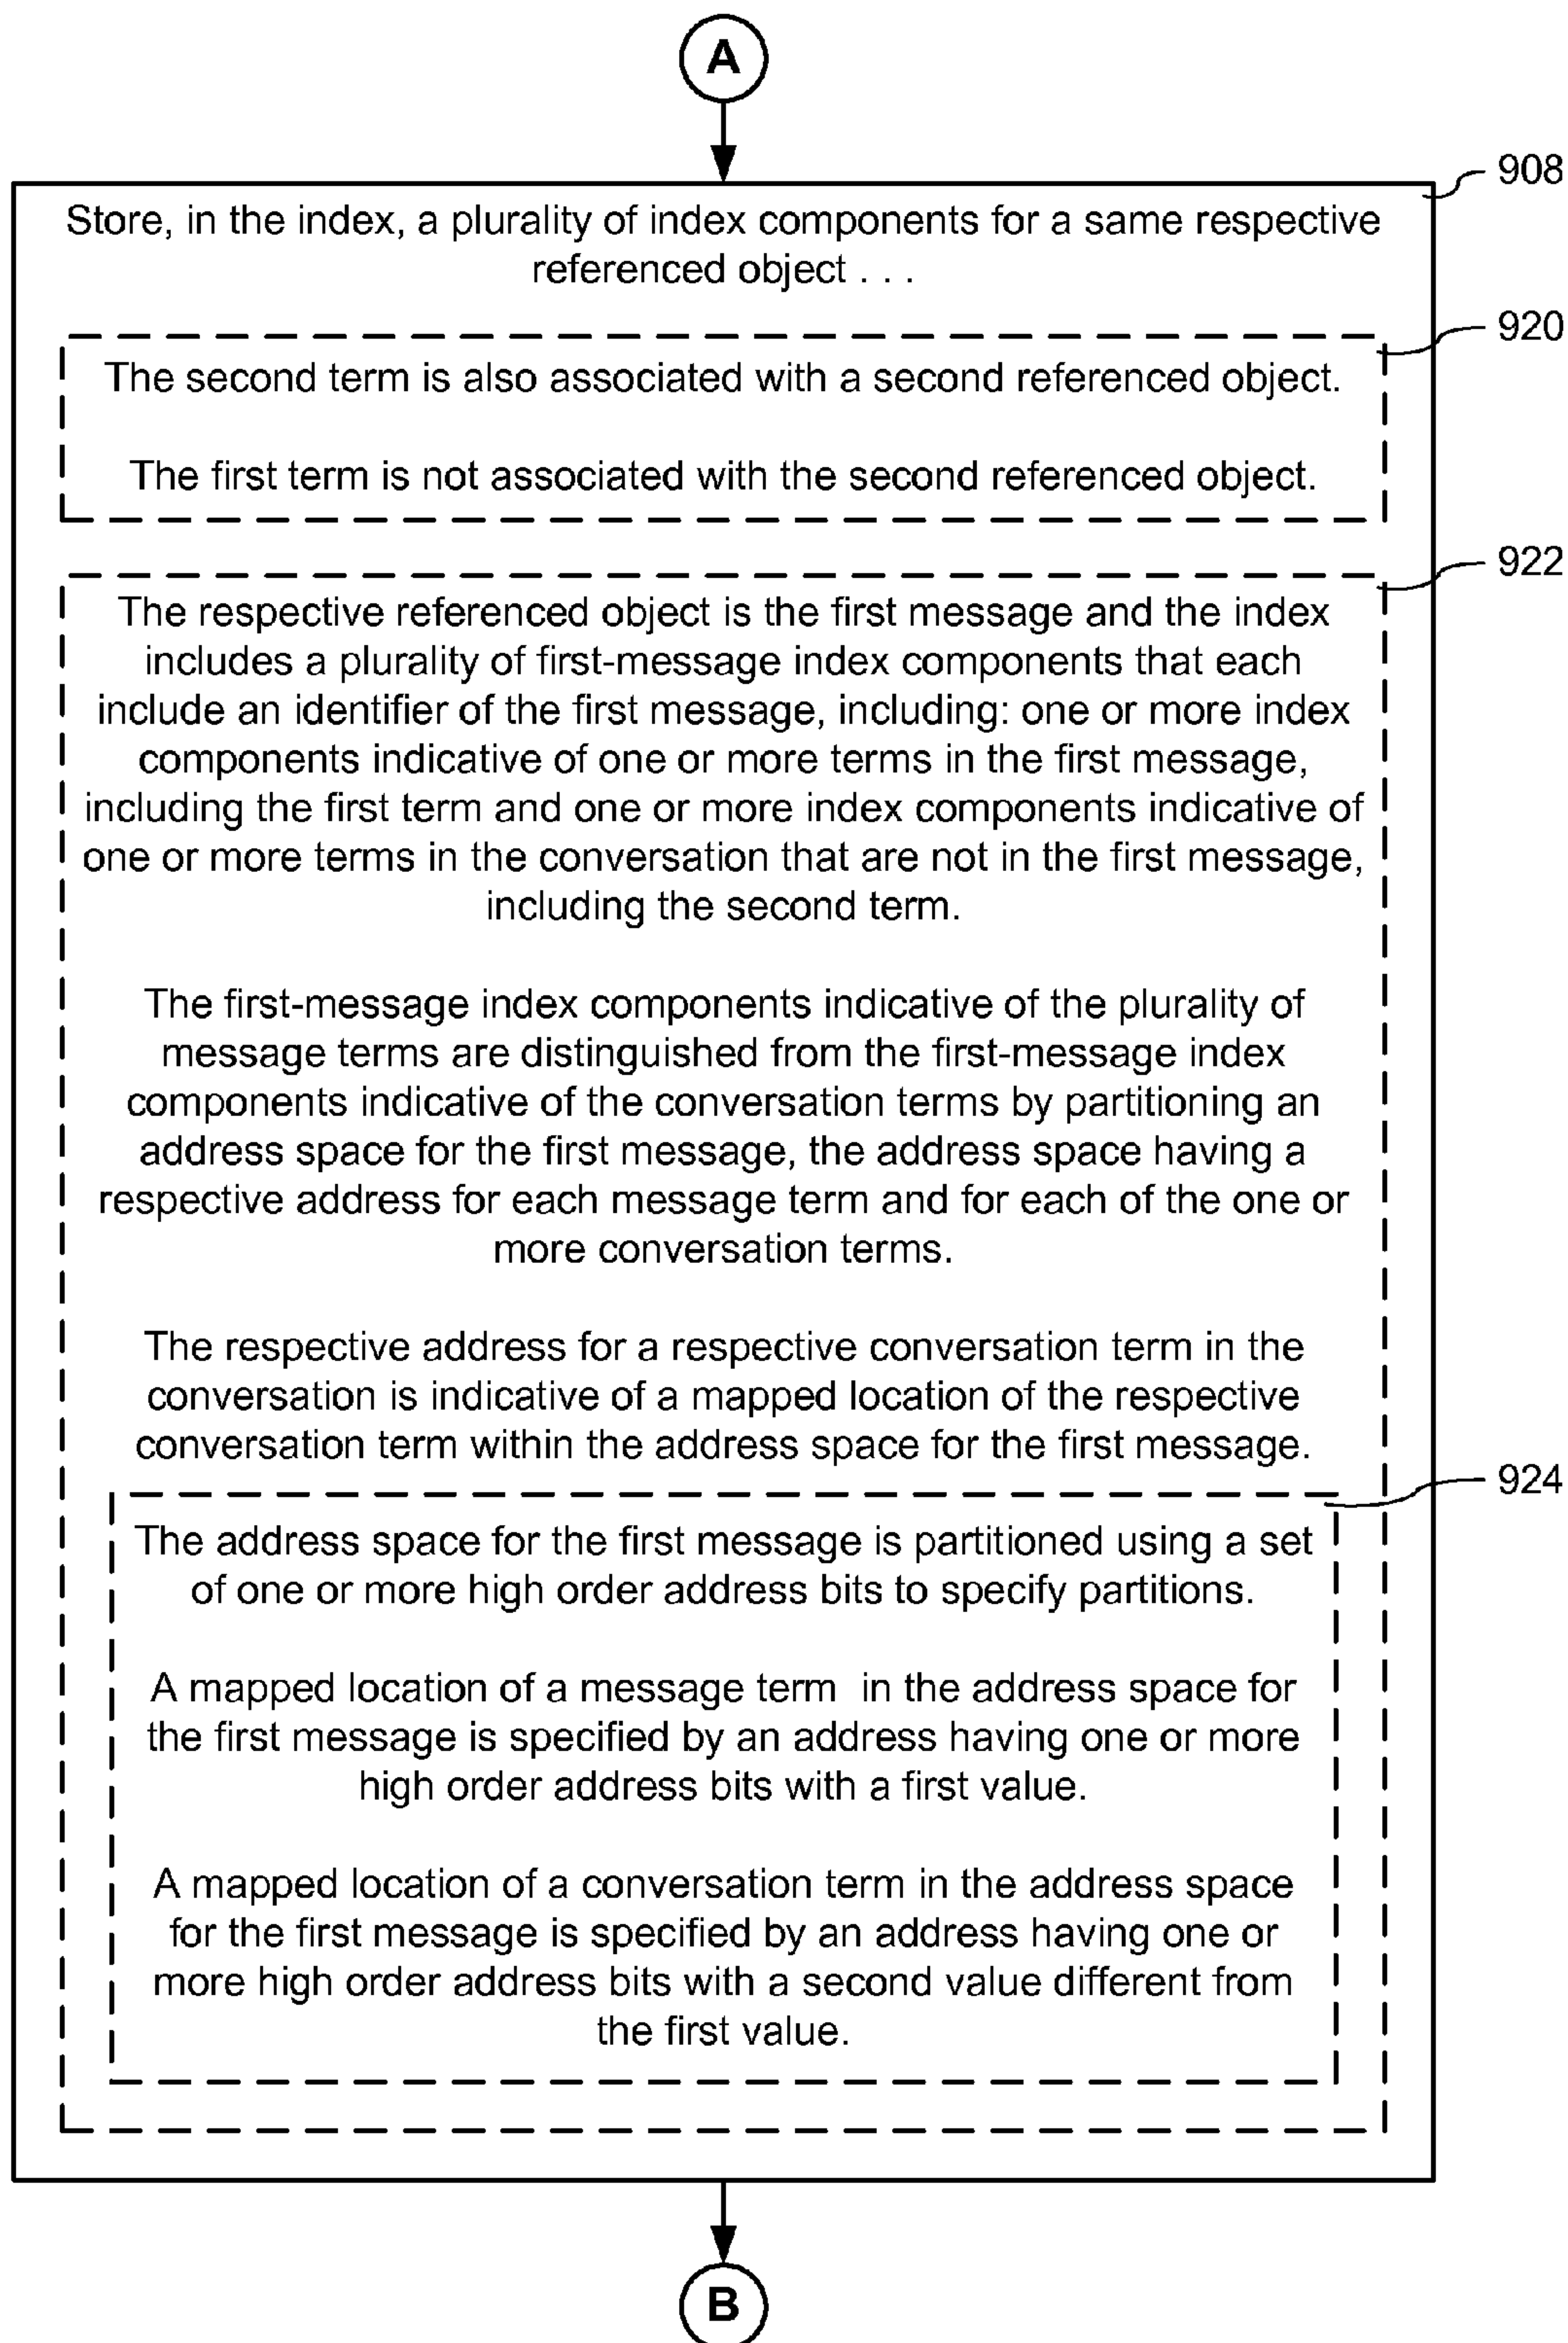 A
908
Store, in the index, a plurality of index components for a same respective
referenced object . . .
920
The second term is also associated with a second referenced object.
The first term is not associated with the second referenced object.
922
The respective referenced object is the first message and the index
includes a plurality of first-message index components that each
include an identifier of the first message, including: one or more index
components indicative of one or more terms in the first message,
including the first term and one or more index components indicative of
one or more terms in the conversation that are not in the first message,
including the second term.
The first-message index components indicative of the plurality of
message terms are distinguished from the first-message index
components indicative of the conversation terms by partitioning an
address space for the first message, the address space having a
respective address for each message term and for each of the one or
more conversation terms.
The respective address for a respective conversation term in the
conversation is indicative of a mapped location of the respective
conversation term within the address space for the first message.
924
The address space for the first message is partitioned using a set
of one or more high order address bits to specify partitions.
A mapped location of a message term in the address space for
the first message is specified by an address having one or more
high order address bits with a first value.
A mapped location of a conversation term in the address space
for the first message is specified by an address having one or
more high order address bits with a second value different from
the first value.
B